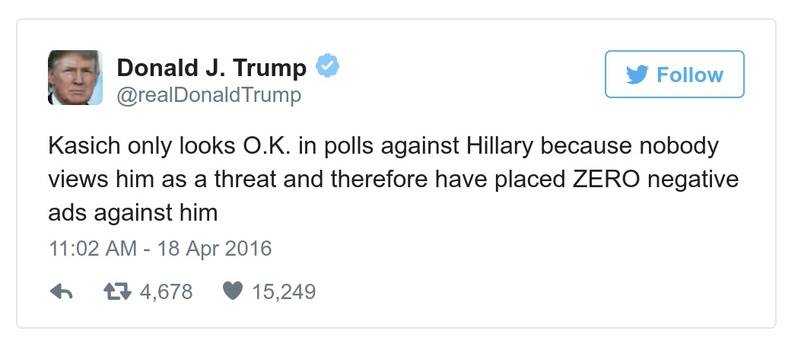 Donald J. Trump
Follow
@realDonaldTrump
Kasich only looks O.K. in polls against Hillary because nobody
views him as a threat and therefore have placed ZERO negative
ads against him
11:02 AM - 18 Apr 2016
4,678 15,249